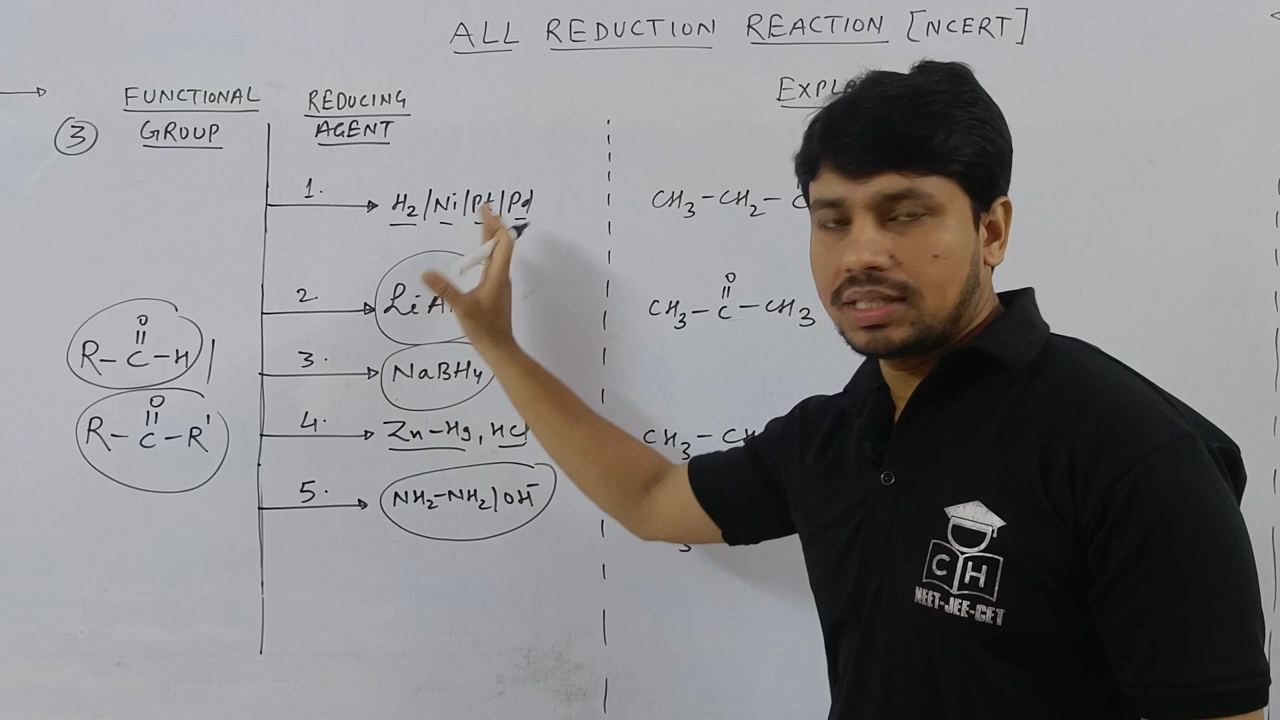 ALL REDUCTION REACTION [NCERT]
FUNCTIONAL GROUP
REDUCING AGENT
3
1. H2/Ni/Pt/Pd
CH3-CH2-
2
O
CH3-C-CH3
O
R-C-H
3. NaBH4
O
R-C-R'
4. Zn-Hg, HCl
CH3-
5. NH2-NH2/OH-
C H
NEET-JEE-CET